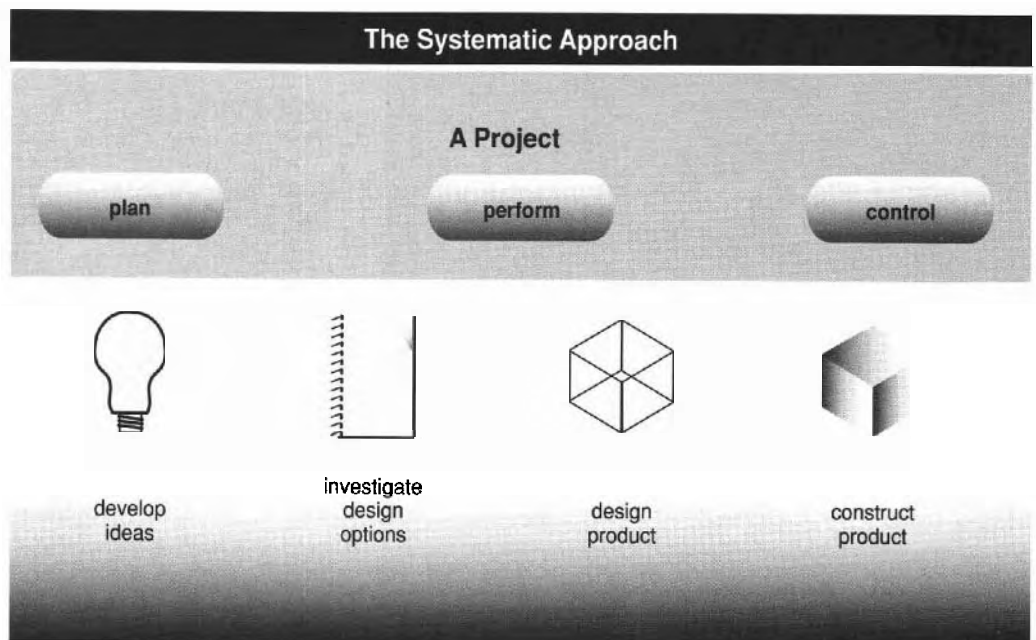 The Systematic Approach
A Project
plan
perform
control
develop
ideas
investigate
design
options
design
product
construct
product